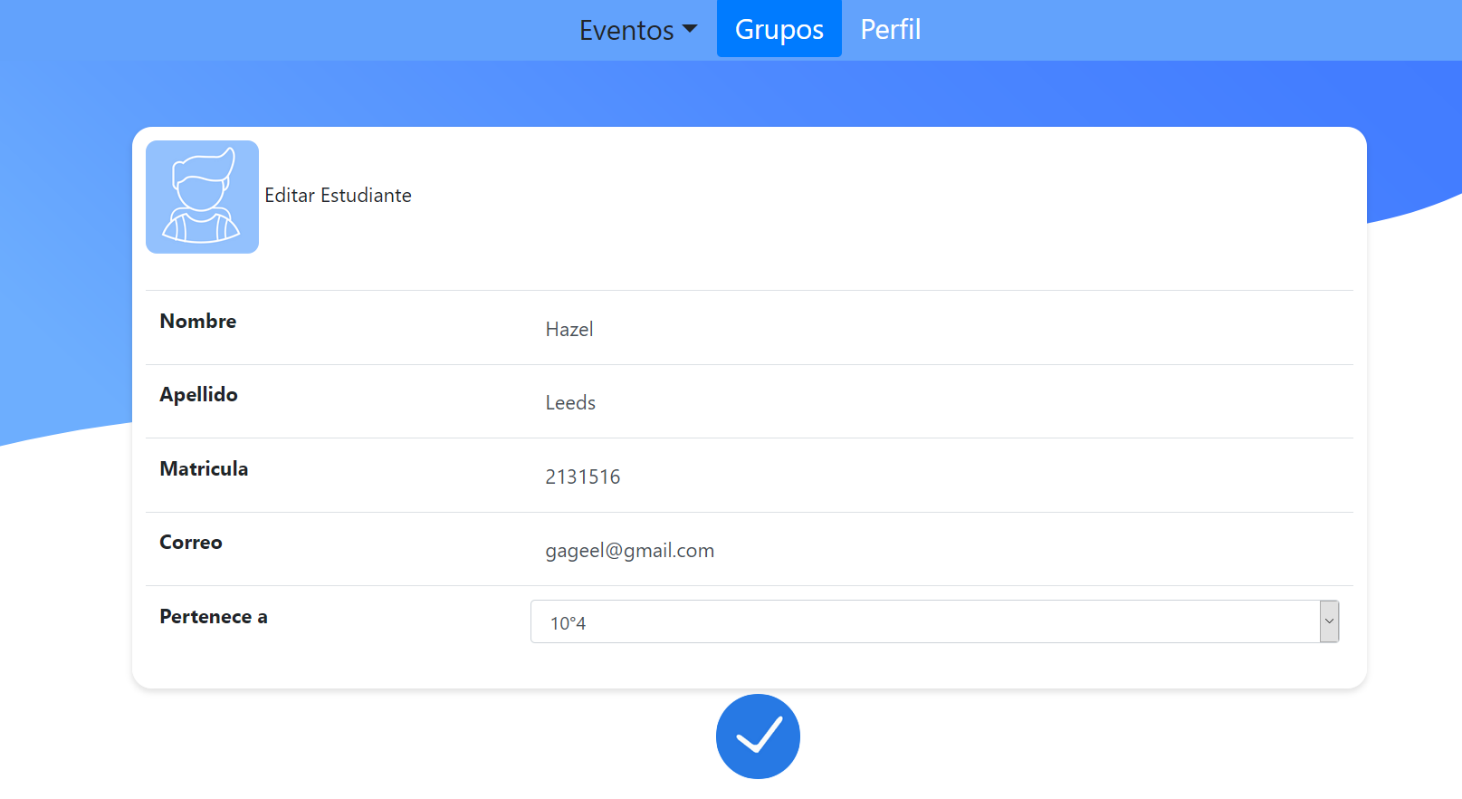 Eventos Grupos Perfil
Editar Estudiante
Nombre Hazel
Apellido Leeds
Matricula 2131516
Correo gageel@gmail.com
Pertenece a 10°4